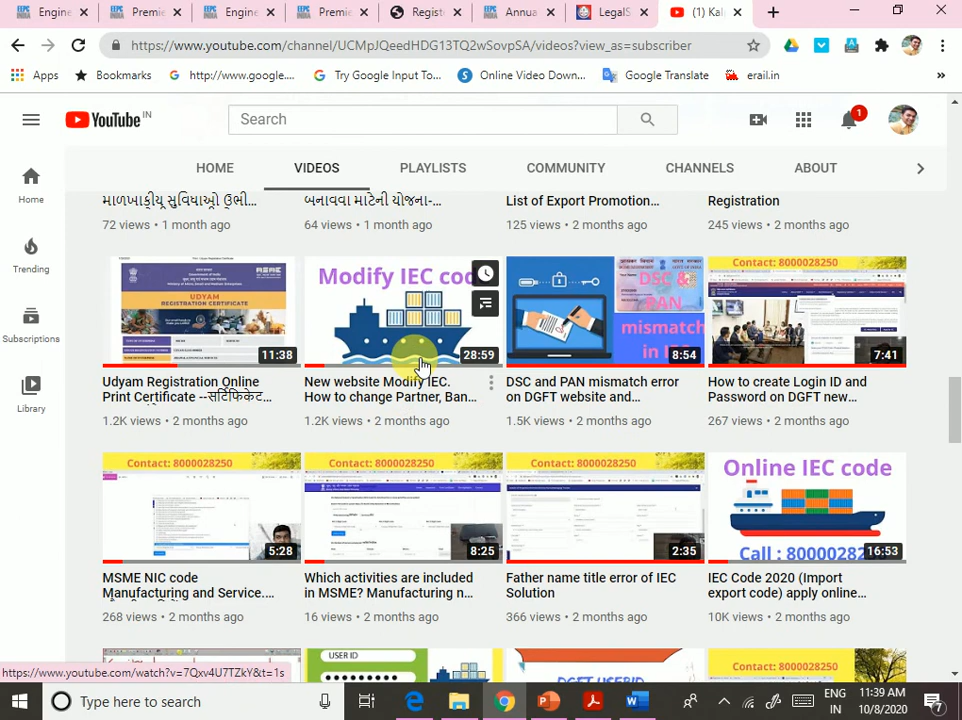 Engine
Premie
Engine
Premie
Regist
Annua
LegalS
(1) Kal
https://www.youtube.com/channel/UCMpJQeedHDG13TQ2wSovpSA/videos?view_as=subscriber
Apps
Bookmarks
http://www.google....
Try Google Input To...
Online Video Down...
Google Translate
erail.in
»
YouTube IN
Search
1
HOME
VIDEOS
PLAYLISTS
COMMUNITY
CHANNELS
ABOUT
Home
Trending
Subscriptions
Library
માળખાકીય સુવિધાઓ ઉભી...
72 views • 1 month ago
બનાવવા માટેની યોજના-...
64 views • 1 month ago
List of Export Promotion...
125 views • 2 months ago
Registration
245 views • 2 months ago
UDYAM
REGISTRATION CERTIFICATE
11:38
Udyam Registration Online
Print Certificate --सर्टिफिकेट...
1.2K views • 2 months ago
Modify IEC cod
28:59
New website Modify IEC.
How to change Partner, Ban...
1.2K views • 2 months ago
DSC &
PAN
mismatch
in IEC
8:54
DSC and PAN mismatch error
on DGFT website and...
1.5K views • 2 months ago
Contact: 8000028250
7:41
How to create Login ID and
Password on DGFT new...
267 views • 2 months ago
Contact: 8000028250
5:28
MSME NIC code
Manufacturing and Service....
268 views • 2 months ago
Contact: 8000028250
8:25
Which activities are included
in MSME? Manufacturing n...
16 views • 2 months ago
Contact: 8000028250
2:35
Father name title error of IEC
Solution
366 views • 2 months ago
Online IEC code
Call : 80000282
16:53
IEC Code 2020 (Import
export code) apply online...
10K views • 2 months ago
USER ID
DGFT USERID
Contact: 8000028250
https://www.youtube.com/watch?v=7Qxv4U7TZkY&t=1s
Type here to search
ENG
IN
11:39 AM
10/8/2020
7